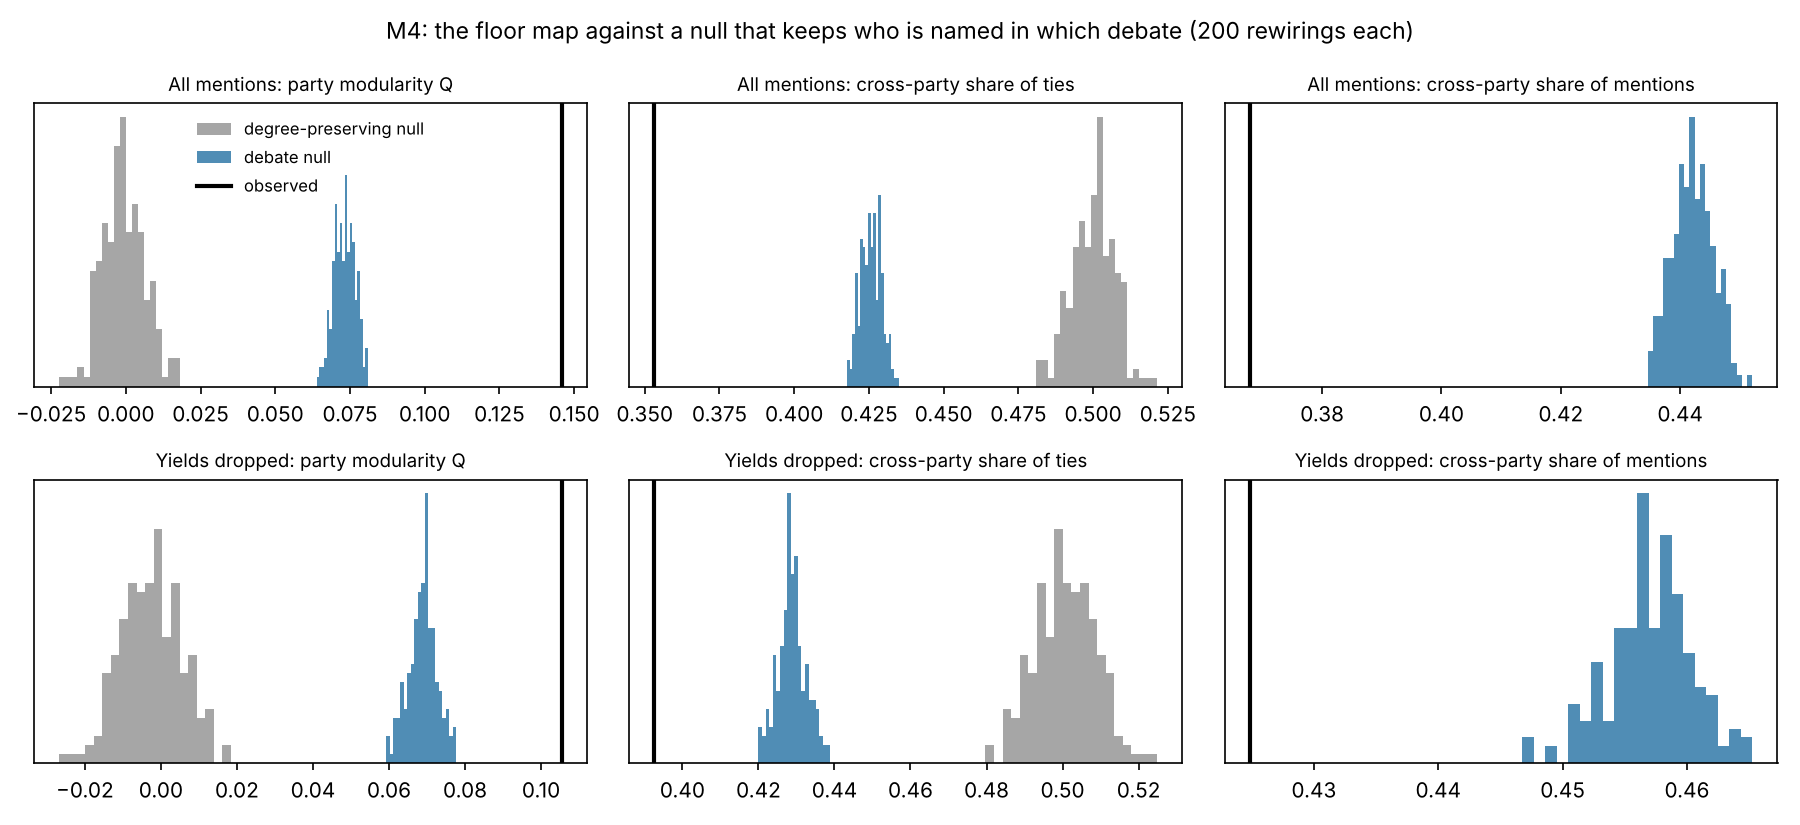 M4: the floor map against a null that keeps who is named in which debate (200 rewirings each)
All mentions: party modularity Q
degree-preserving null
debate null
observed
−0.025 0.000 0.025 0.050 0.075 0.100 0.125 0.150
All mentions: cross-party share of ties
0.350 0.375 0.400 0.425 0.450 0.475 0.500 0.525
All mentions: cross-party share of mentions
0.38 0.40 0.42 0.44
Yields dropped: party modularity Q
−0.02 0.00 0.02 0.04 0.06 0.08 0.10
Yields dropped: cross-party share of ties
0.40 0.42 0.44 0.46 0.48 0.50 0.52
Yields dropped: cross-party share of mentions
0.43 0.44 0.45 0.46